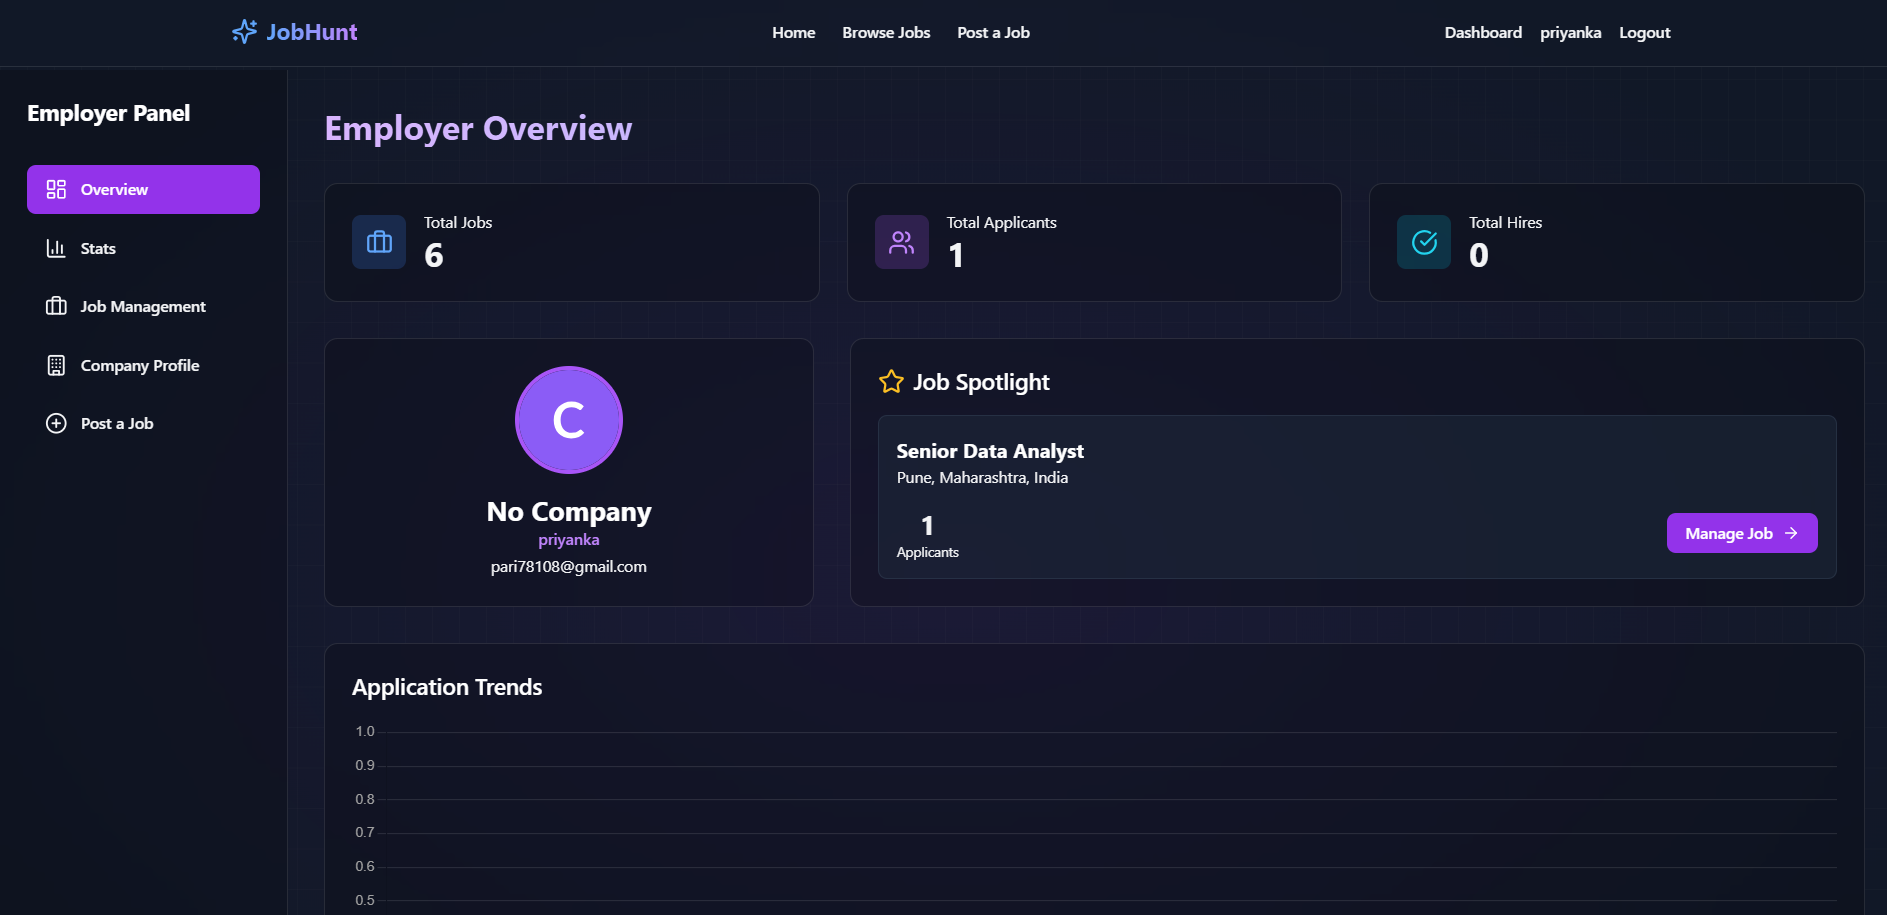 JobHunt
Home Browse Jobs Post a Job
Dashboard priyanka Logout
Employer Panel
Overview
Stats
Job Management
Company Profile
Post a Job
Employer Overview
Total Jobs
6
Total Applicants
1
Total Hires
0
C
No Company
priyanka
pari78108@gmail.com
Job Spotlight
Senior Data Analyst
Pune, Maharashtra, India
1
Applicants
Manage Job
Application Trends
1.0
0.9
0.8
0.7
0.6
0.5